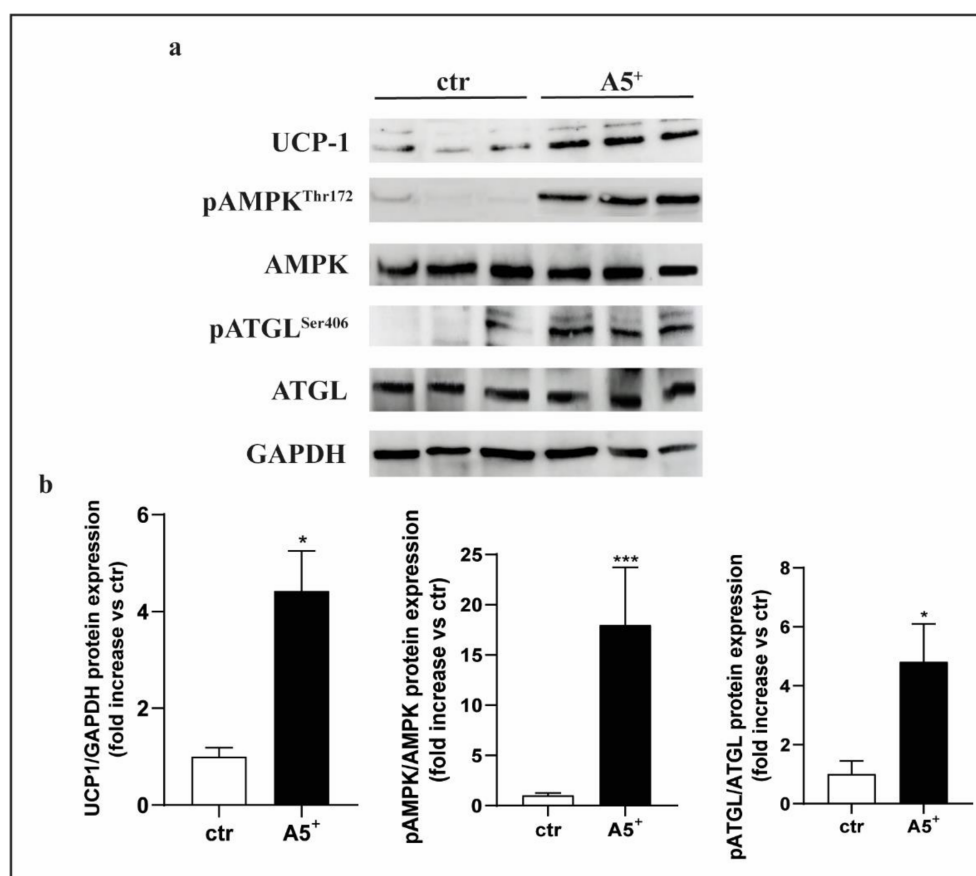 a
ctr A5⁺
UCP-1
pAMPKᵀʰʳ¹⁷²
AMPK
pATGLˢᵉʳ⁴⁰⁶
ATGL
GAPDH
b
UCP1/GAPDH protein expression
(fold increase vs ctr)
6
4
2
0
*
ctr A5⁺
pAMPK/AMPK protein expression
(fold increase vs ctr)
25
20
15
10
5
0
***
ctr A5⁺
pATGL/ATGL protein expression
(fold increase vs ctr)
8
6
4
2
0
*
ctr A5⁺